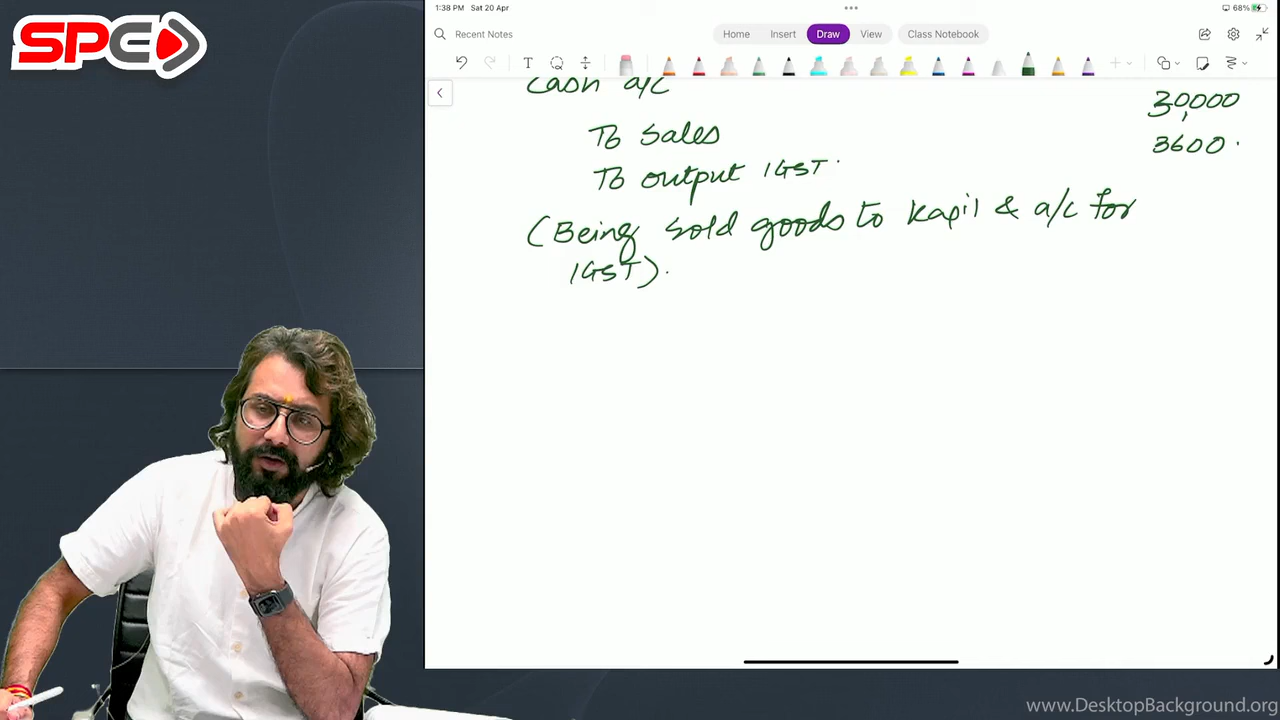 SPC
1:38 PM Sat 20 Apr
68%
Recent Notes
Home Insert Draw View Class Notebook
Cash a/c
30,000
To Sales
3600
To output IGST
(Being sold goods to Kapil & a/c for
IGST).
www.DesktopBackground.org